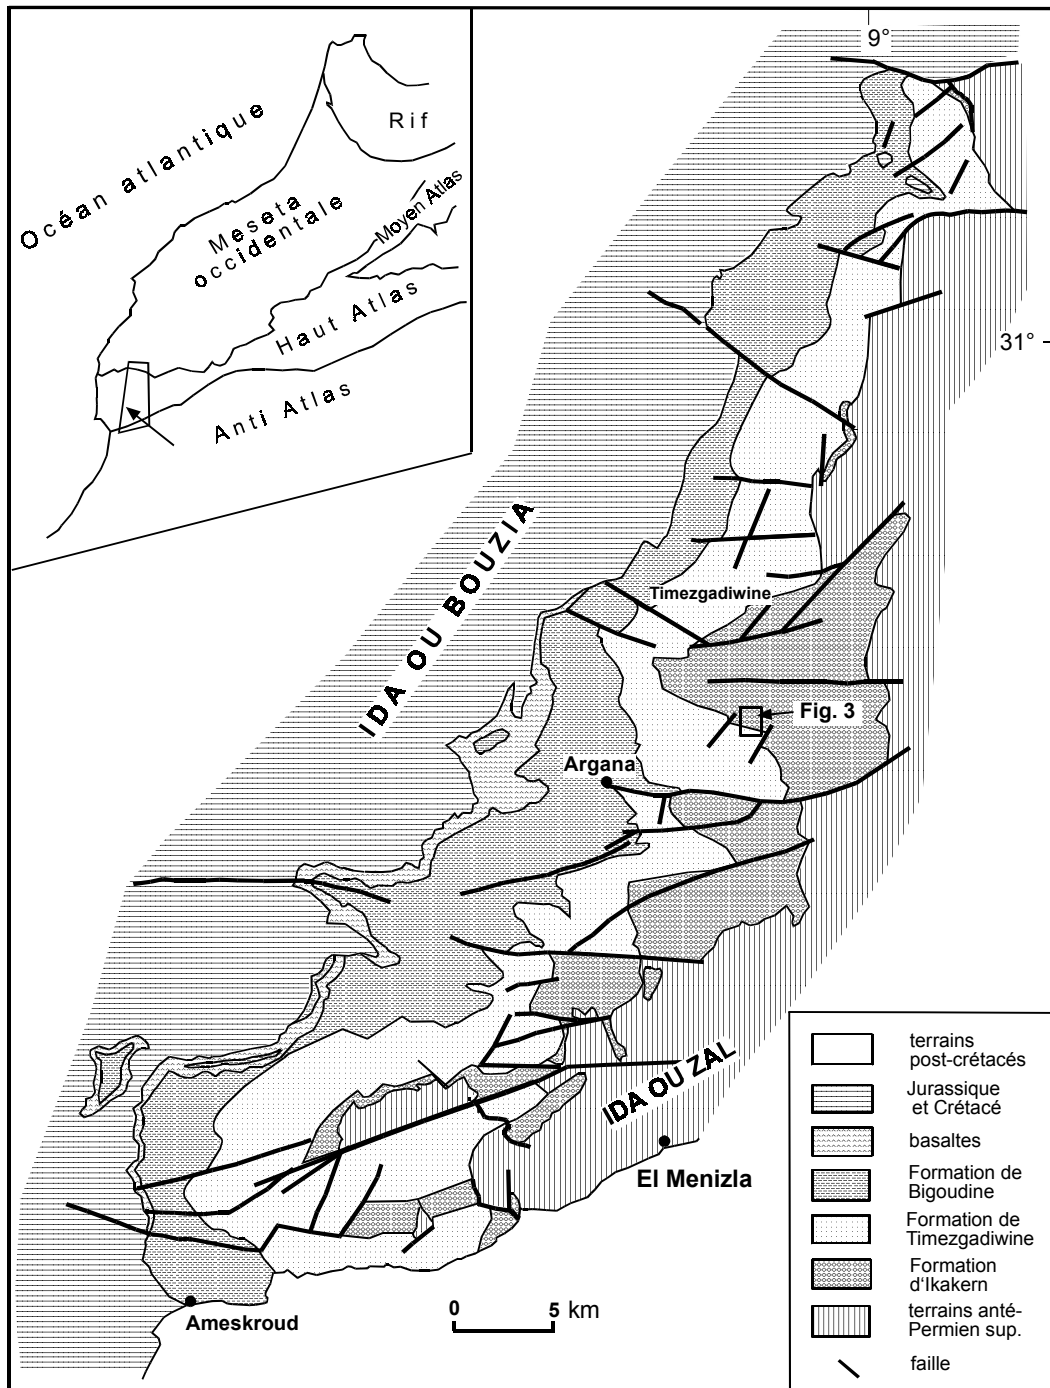 Océan atlantique
Rif
Meseta
occidentale
Moyen Atlas
Haut Atlas
Anti Atlas
9°
31°
IDA OU BOUZIA
Timezgadiwine
Fig. 3
Argana
IDA OU ZAL
El Menizla
Ameskroud
0 5 km
terrains
post-crétacés
Jurassique
et Crétacé
basaltes
Formation de
Bigoudine
Formation de
Timezgadiwine
Formation
d'Ikakern
terrains anté-
Permien sup.
faille